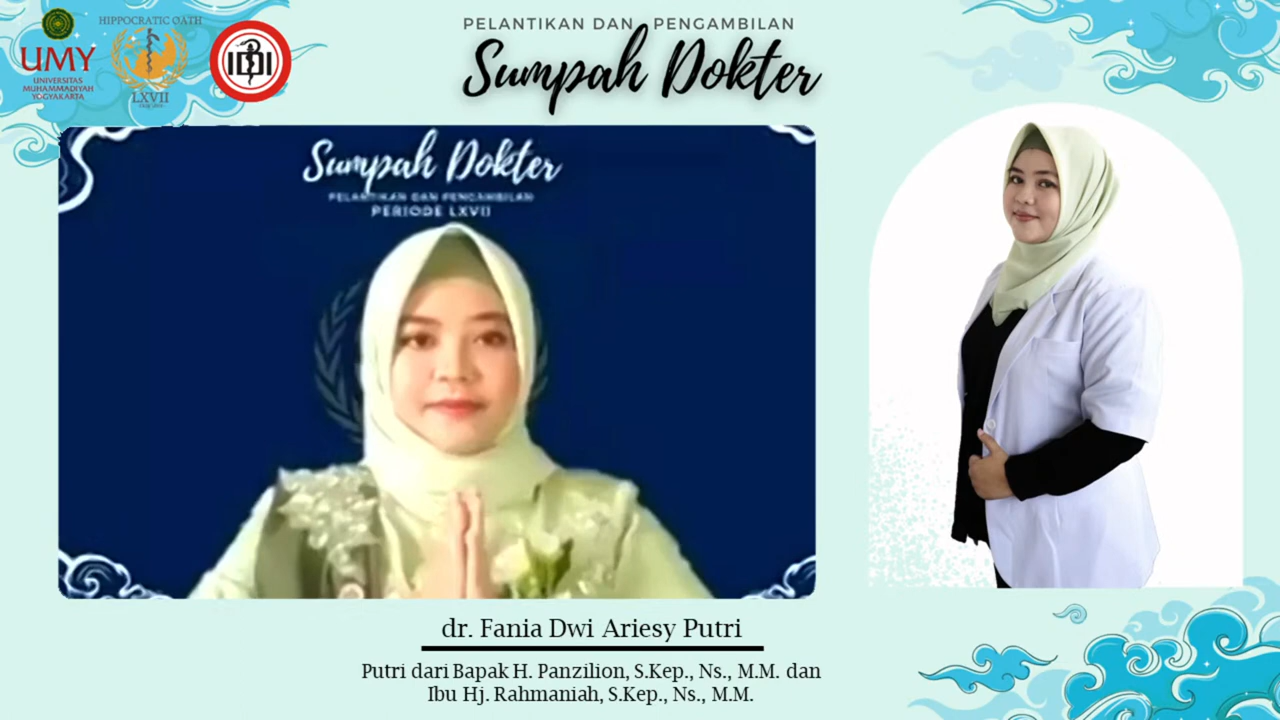 UMY
UNIVERSITAS
MUHAMMADIYAH
YOGYAKARTA
HIPPOCRATIC OATH
LXVII
IDI
PELANTIKAN DAN PENGAMBILAN
Sumpah Dokter
Sumpah Dokter
PELANTIKAN DAN PENGAMBILAN
PERIODE LXVII
dr. Fania Dwi Ariesy Putri
Putri dari Bapak H. Panzilion, S.Kep., Ns., M.M. dan
Ibu Hj. Rahmaniah, S.Kep., Ns., M.M.